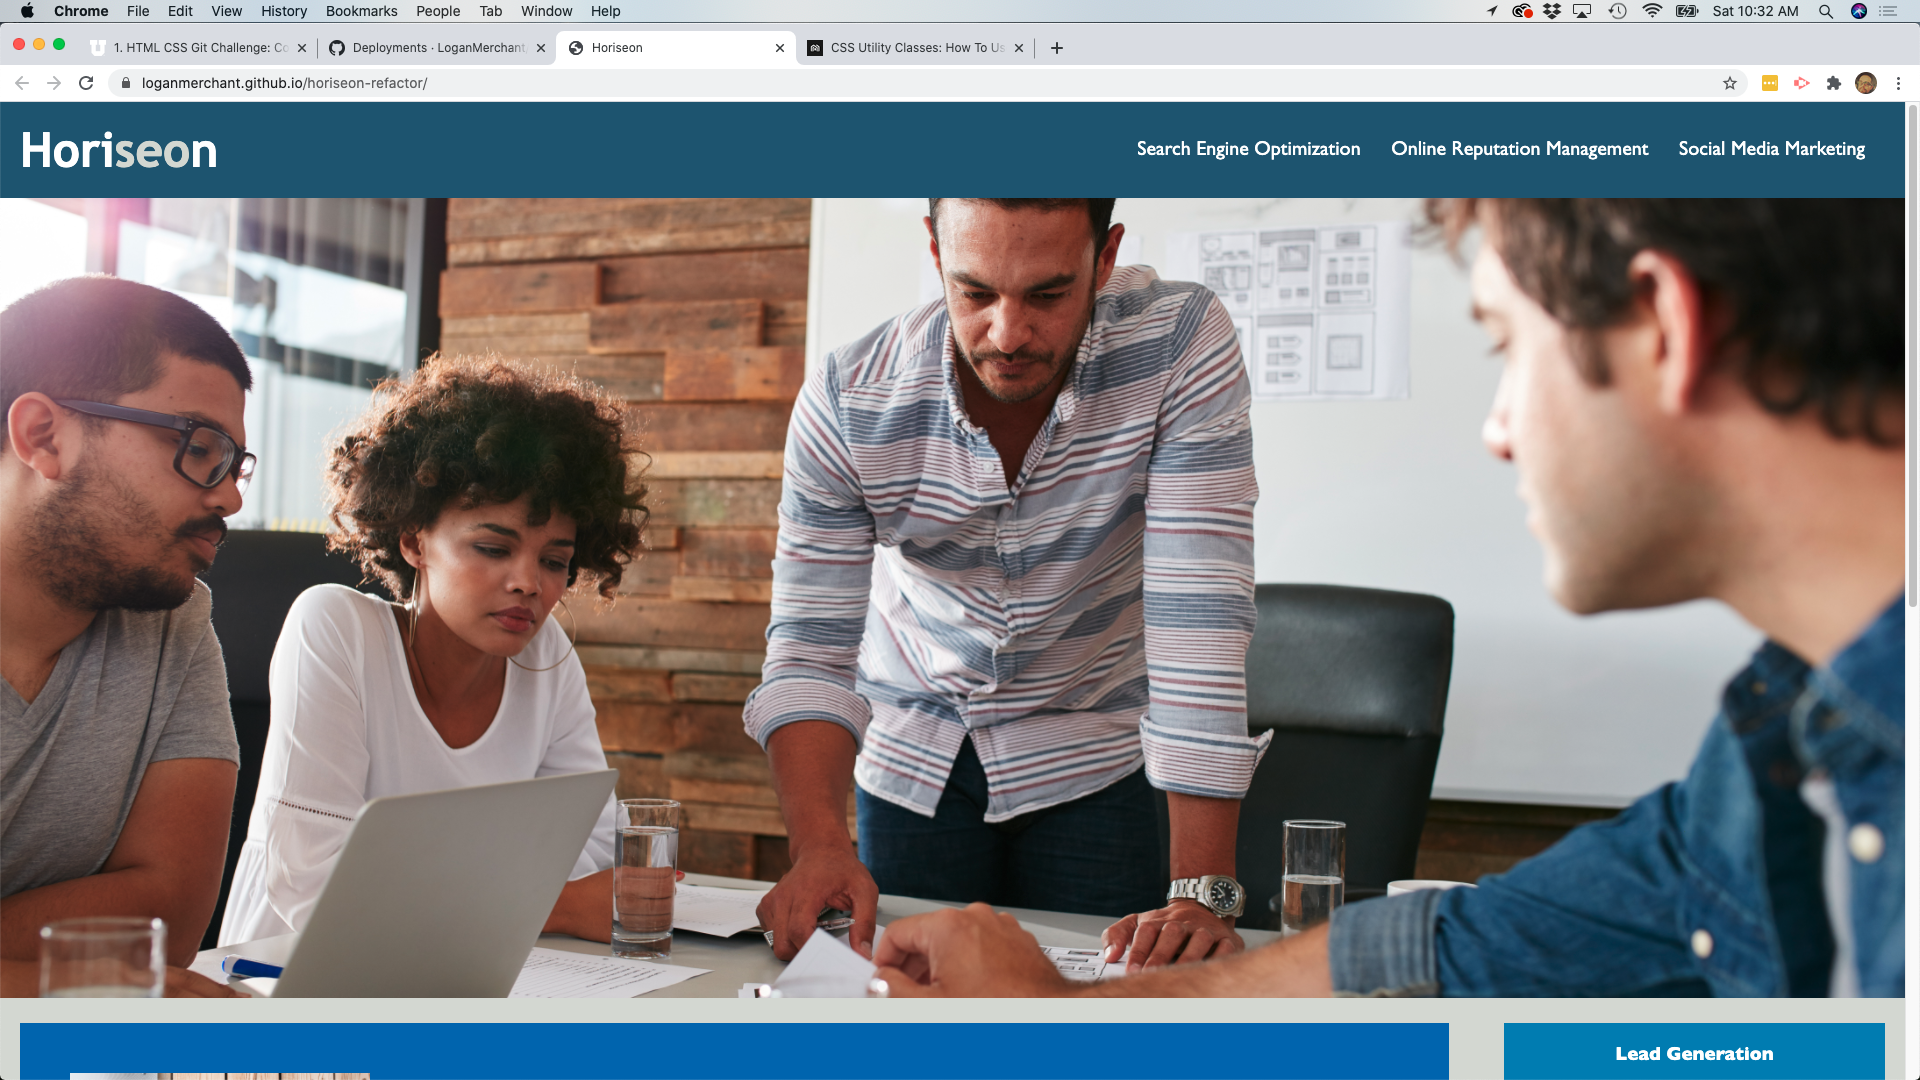 Chrome File Edit View History Bookmarks People Tab Window Help Sat 10:32 AM
1. HTML CSS Git Challenge: Co Deployments · LoganMerchant Horiseon CSS Utility Classes: How To Us
loganmerchant.github.io/horiseon-refactor/
Horiseon Search Engine Optimization Online Reputation Management Social Media Marketing
Lead Generation